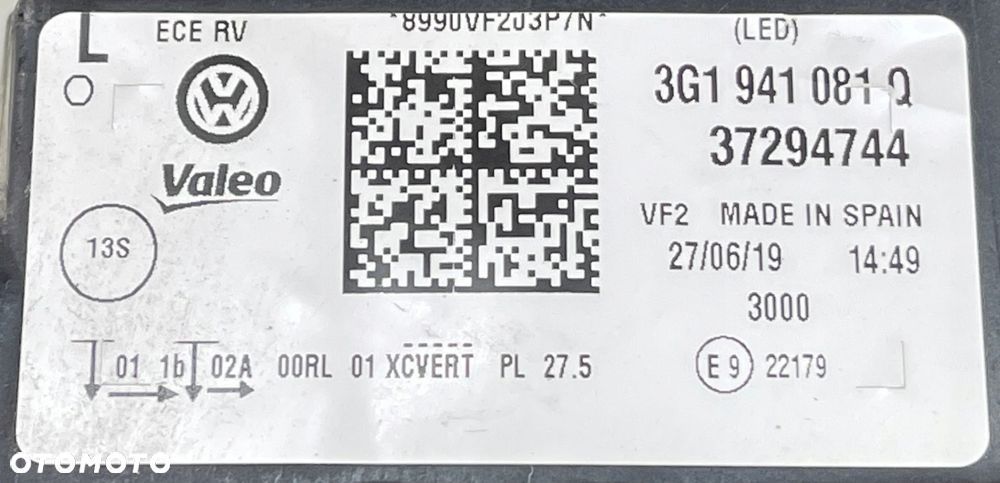 L
ECE RV
(LED)
3G1 941 081 Q
37294744
Valeo
VF2 MADE IN SPAIN
13S
27/06/19 14:49
3000
01 1b 02A 00RL 01 XCVERT PL 27.5
E 9 22179
OTOMOTO